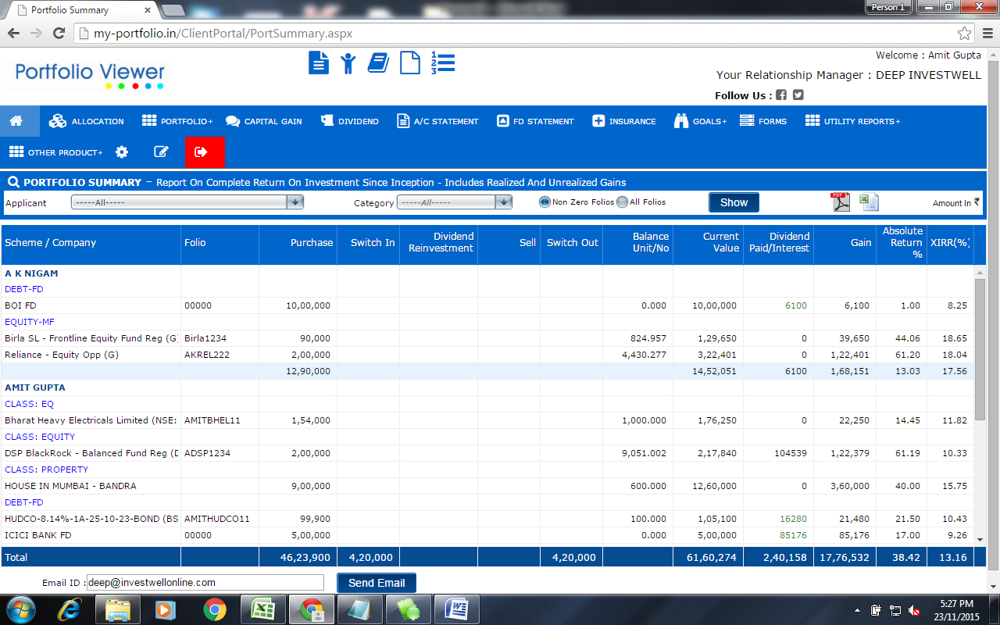 Portfolio Summary
Person 1
my-portfolio.in/ClientPortal/PortSummary.aspx
Portfolio Viewer
Welcome : Amit Gupta
Your Relationship Manager : DEEP INVESTWELL
Follow Us :
ALLOCATION PORTFOLIO+ CAPITAL GAIN DIVIDEND A/C STATEMENT FD STATEMENT INSURANCE GOALS+ FORMS UTILITY REPORTS+
OTHER PRODUCT+
PORTFOLIO SUMMARY – Report On Complete Return On Investment Since Inception - Includes Realized And Unrealized Gains
Applicant -----All----- Category -----All----- Non Zero Folios All Folios Show PDF Amount In ₹
Scheme / Company Folio Purchase Switch In Dividend Reinvestment Sell Switch Out Balance Unit/No Current Value Dividend Paid/Interest Gain Absolute Return % XIRR(%)
A K NIGAM
DEBT-FD
BOI FD 00000 10,00,000 0.000 10,00,000 6100 6,100 1.00 8.25
EQUITY-MF
Birla SL - Frontline Equity Fund Reg (G) Birla1234 90,000 824.957 1,29,650 0 39,650 44.06 18.65
Reliance - Equity Opp (G) AKREL222 2,00,000 4,430.277 3,22,401 0 1,22,401 61.20 18.04
12,90,000 14,52,051 6100 1,68,151 13.03 17.56
AMIT GUPTA
CLASS: EQ
Bharat Heavy Electricals Limited (NSE: AMITBHEL11 1,54,000 1,000.000 1,76,250 0 22,250 14.45 11.82
CLASS: EQUITY
DSP BlackRock - Balanced Fund Reg (D ADSP1234 2,00,000 9,051.002 2,17,840 104539 1,22,379 61.19 10.33
CLASS: PROPERTY
HOUSE IN MUMBAI - BANDRA 9,00,000 600.000 12,60,000 0 3,60,000 40.00 15.75
DEBT-FD
HUDCO-8.14%-1A-25-10-23-BOND (BS AMITHUDCO11 99,900 100.000 1,05,100 16280 21,480 21.50 10.43
ICICI BANK FD 00000 5,00,000 0.000 5,00,000 85176 85,176 17.00 9.26
Total 46,23,900 4,20,000 4,20,000 61,60,274 2,40,158 17,76,532 38.42 13.16
Email ID : deep@investwellonline.com Send Email
5:27 PM
23/11/2015